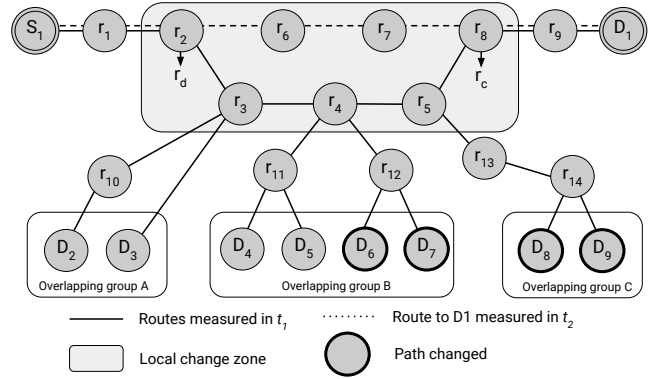 S1 r1 r2 r6 r7 r8 r9 D1
rd rc
r3 r4 r5
r10 r11 r12 r13 r14
D2 D3 D4 D5 D6 D7 D8 D9
Overlapping group A Overlapping group B Overlapping group C
Routes measured in t1 Route to D1 measured in t2
Local change zone Path changed